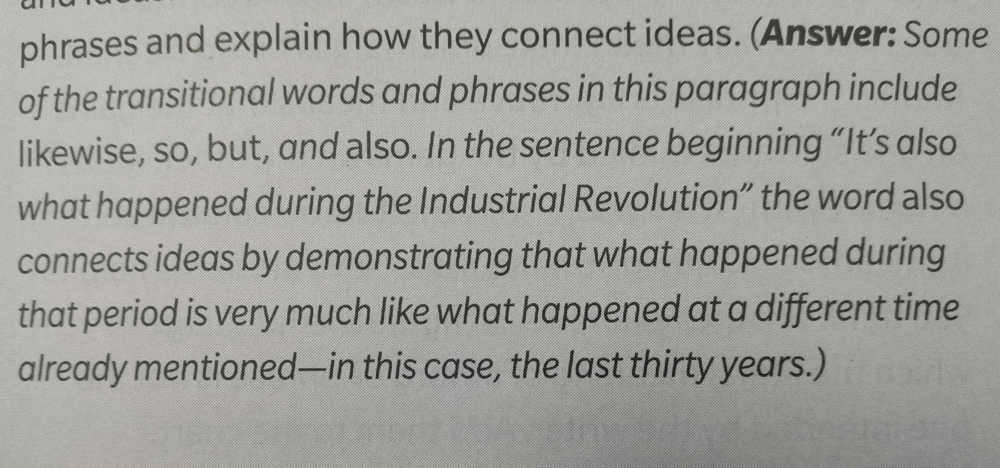 phrases and explain how they connect ideas. (Answer: Some
of the transitional words and phrases in this paragraph include
likewise, so, but, and also. In the sentence beginning “It’s also
what happened during the Industrial Revolution” the word also
connects ideas by demonstrating that what happened during
that period is very much like what happened at a different time
already mentioned—in this case, the last thirty years.)